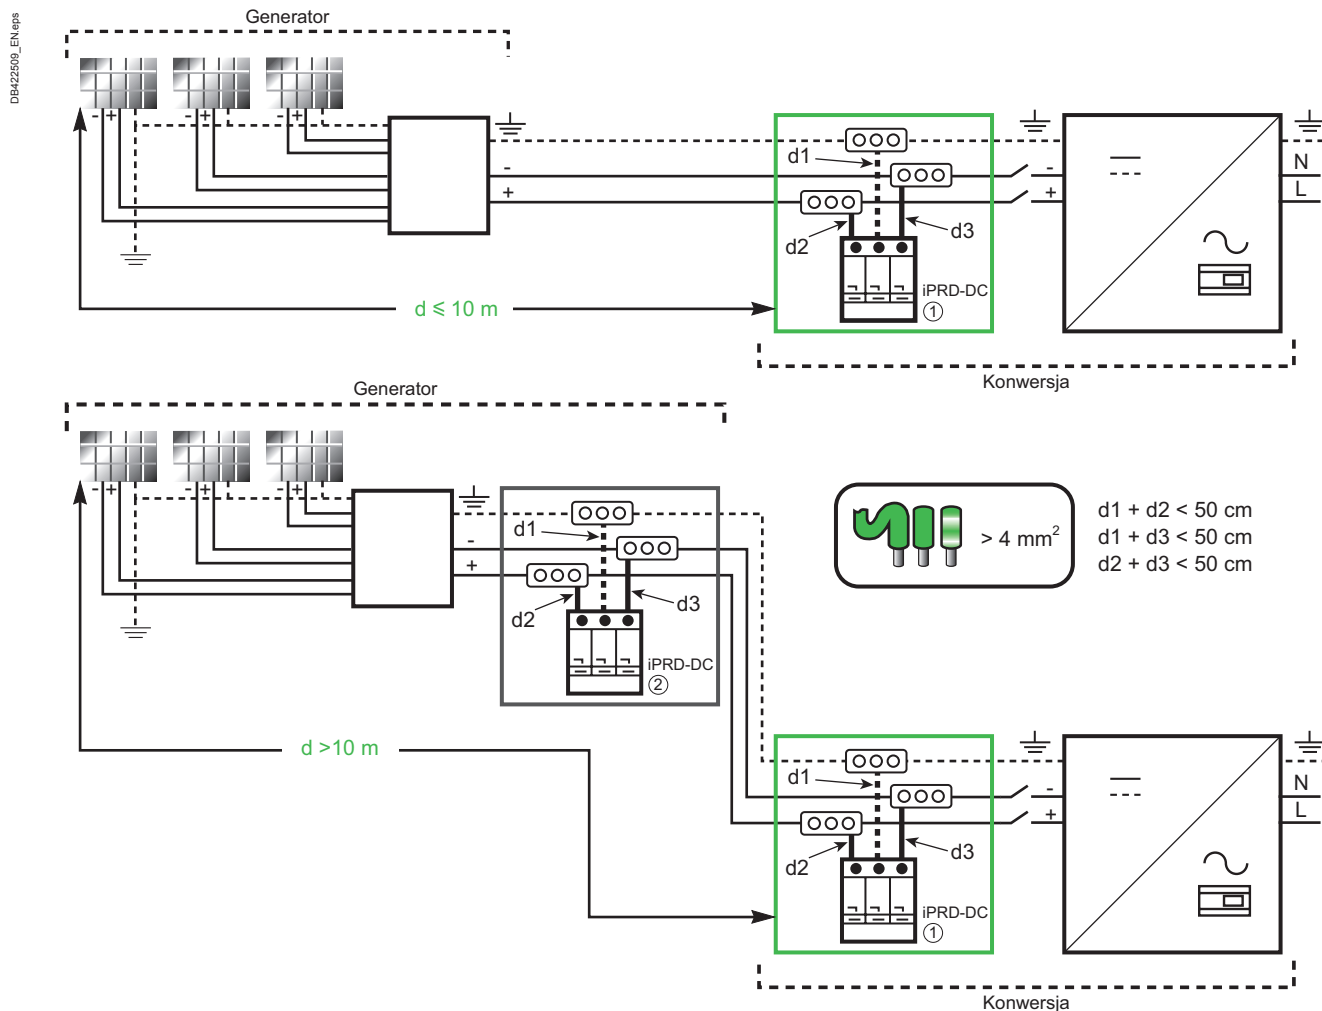 DB422509_EN.eps
Generator
- + - + - +
-
+
d1
d2
d3
iPRD-DC
1
-
+
N
L
d ⩽ 10 m
Konwersja
Generator
- + - + - +
-
+
d1
d2
d3
iPRD-DC
2
> 4 mm²
d1 + d2 < 50 cm
d1 + d3 < 50 cm
d2 + d3 < 50 cm
d >10 m
d1
d2
d3
iPRD-DC
1
-
+
N
L
Konwersja